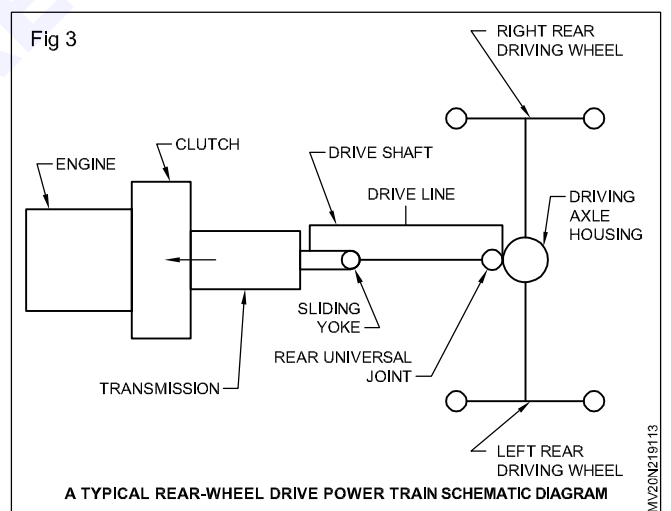 Fig 3
RIGHT REAR
DRIVING WHEEL
CLUTCH
ENGINE
DRIVE SHAFT
DRIVE LINE
DRIVING
AXLE
HOUSING
SLIDING
YOKE
REAR UNIVERSAL
JOINT
TRANSMISSION
LEFT REAR
DRIVING WHEEL
A TYPICAL REAR-WHEEL DRIVE POWER TRAIN SCHEMATIC DIAGRAM
MV20N219113